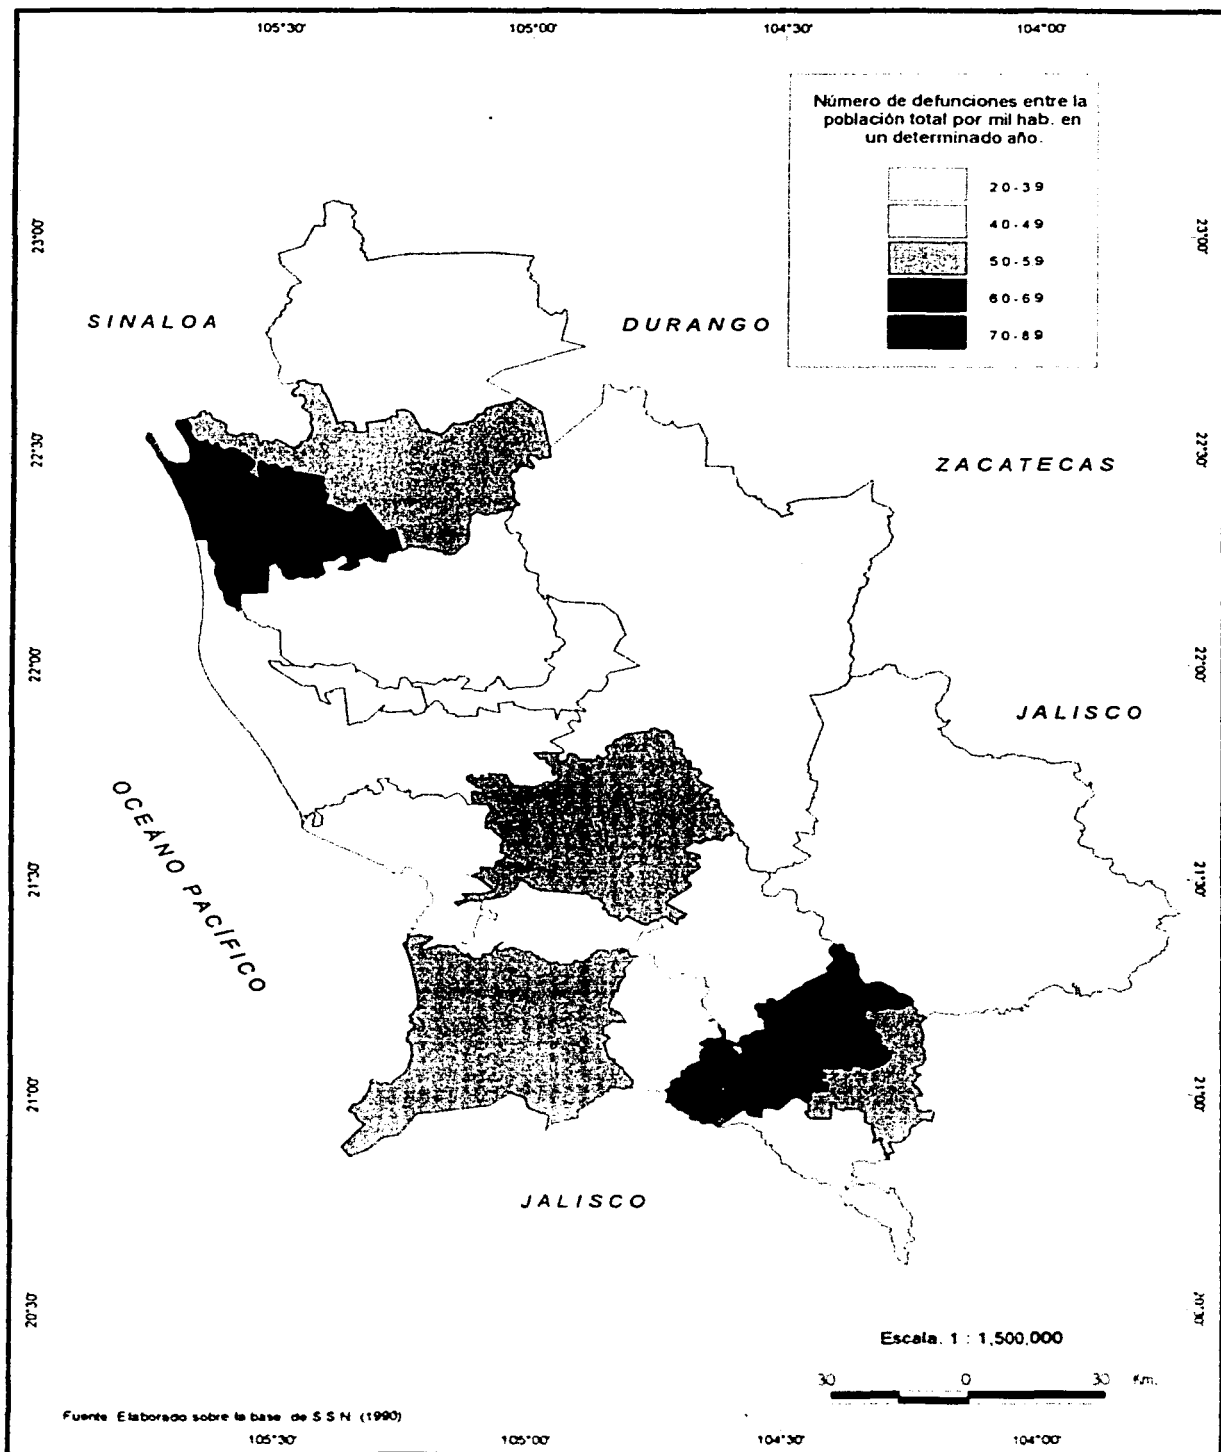 105°30' 105°00' 104°30' 104°00'
Número de defunciones entre la
población total por mil hab. en
un determinado año.
20-39
40-49
50-59
60-69
70-89
23°00' 23°00'
SINALOA DURANGO
22°30' 22°30'
ZACATECAS
22°00' 22°00'
JALISCO
OCEÁNO PACÍFICO
21°30' 21°30'
21°00' 21°00'
JALISCO
20°30' 20°30'
Escala. 1 : 1,500,000
30 0 30 Km.
Fuente Elaborado sobre la base de S S N (1990)
105°30' 105°00' 104°30' 104°00'